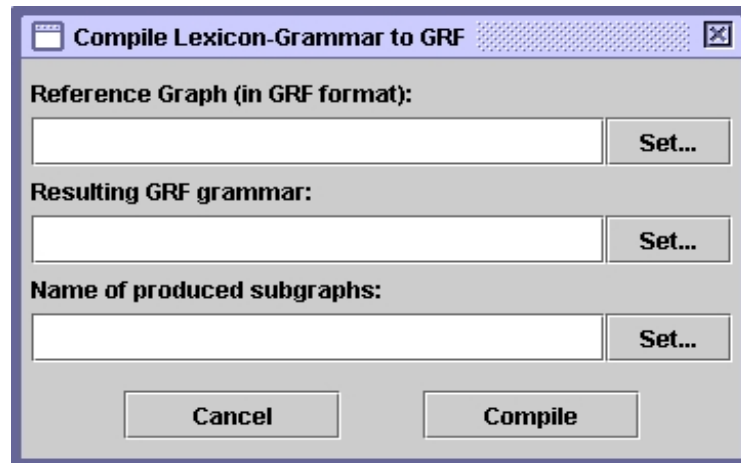 Compile Lexicon-Grammar to GRF
Reference Graph (in GRF format):
Set...
Resulting GRF grammar:
Set...
Name of produced subgraphs:
Set...
Cancel Compile